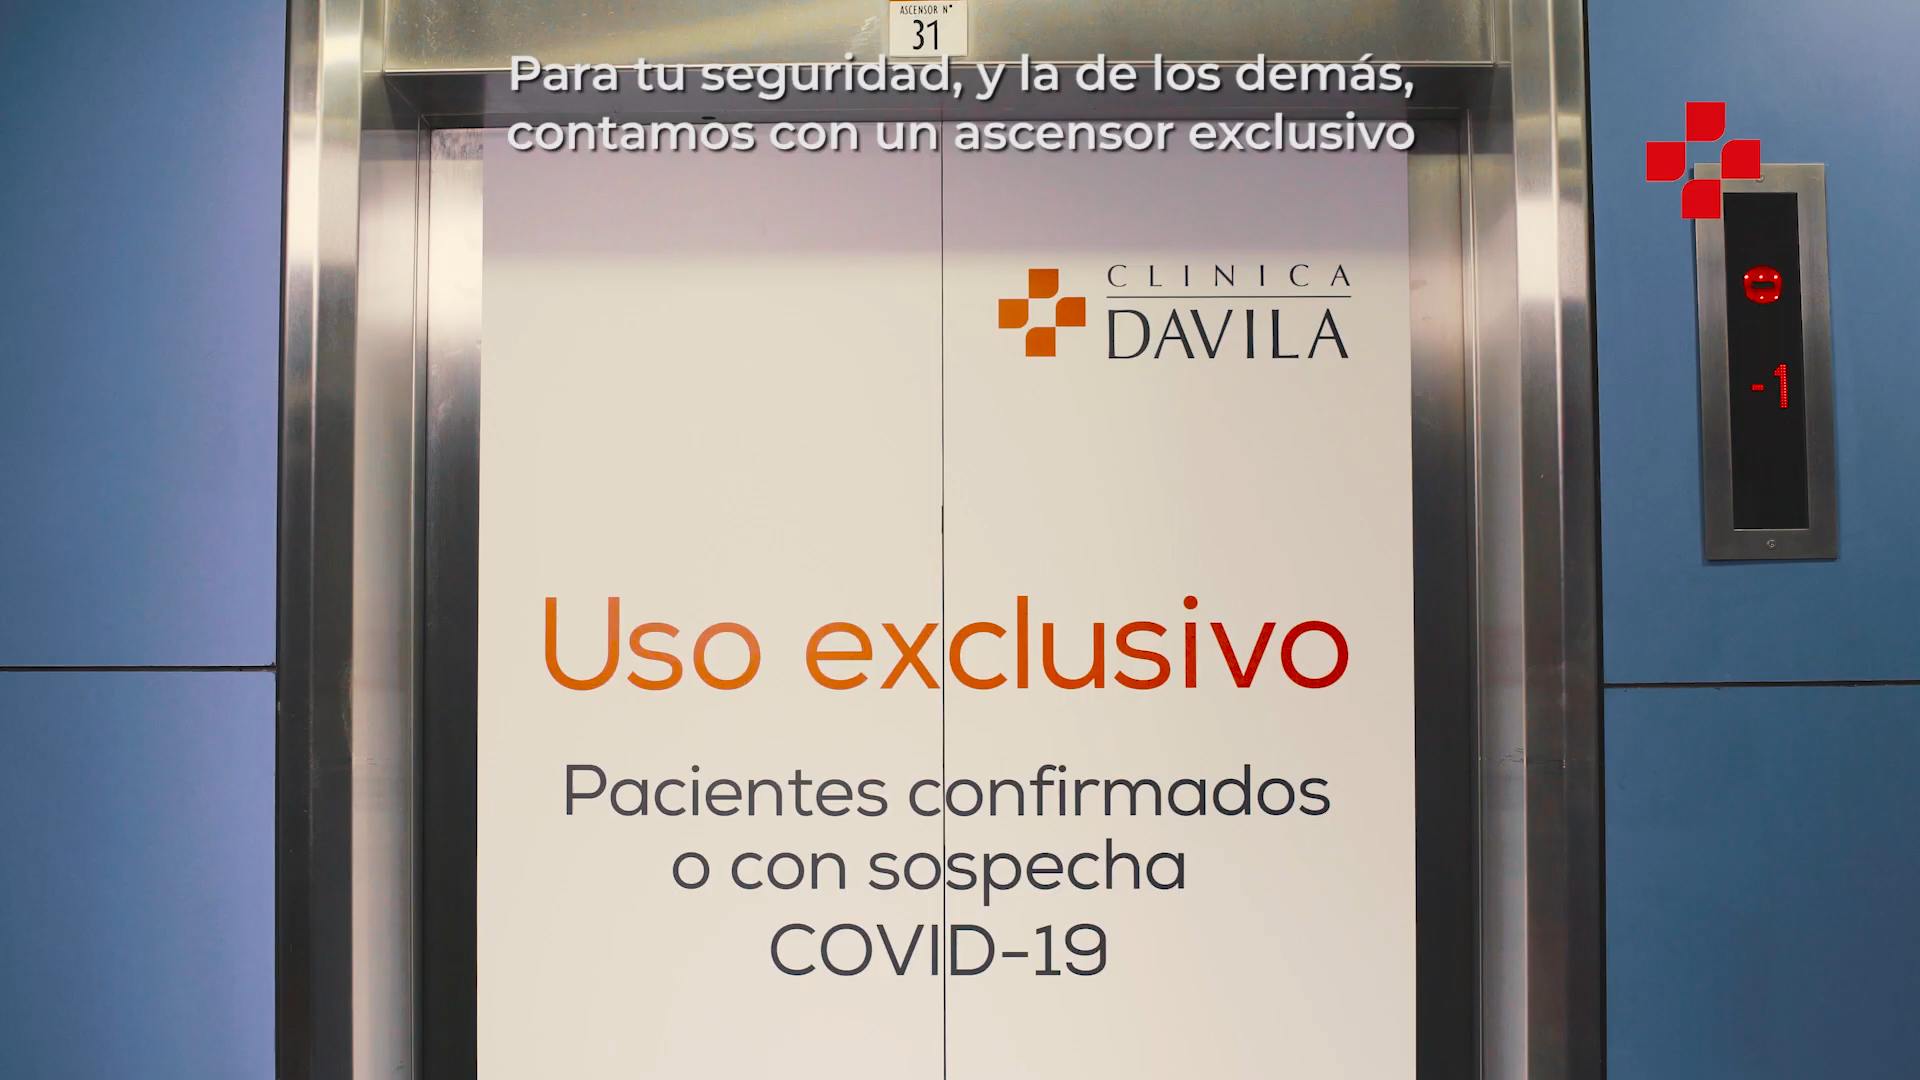 ASCENSOR N°
31
Para tu seguridad, y la de los demás,
contamos con un ascensor exclusivo
CLINICA
DAVILA
-1
Uso exclusivo
Pacientes confirmados
o con sospecha
COVID-19